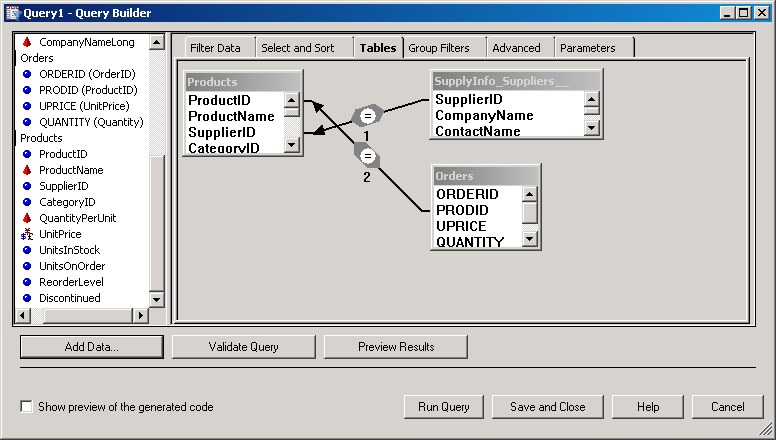 Query1 - Query Builder
CompanyNameLong
Orders
ORDERID (OrderID)
PRODID (ProductID)
UPRICE (UnitPrice)
QUANTITY (Quantity)
Products
ProductID
ProductName
SupplierID
CategoryID
QuantityPerUnit
UnitPrice
UnitsInStock
UnitsOnOrder
ReorderLevel
Discontinued
Filter Data
Select and Sort
Tables
Group Filters
Advanced
Parameters
Products
ProductID
ProductName
SupplierID
CategoryID
=
1
=
2
SupplyInfo_Suppliers__
SupplierID
CompanyName
ContactName
Orders
ORDERID
PRODID
UPRICE
QUANTITY
Add Data...
Validate Query
Preview Results
Show preview of the generated code
Run Query
Save and Close
Help
Cancel